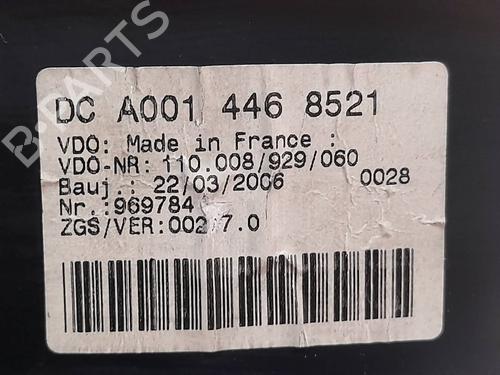 DC A001 446 8521
VDO: Made in France :
VDO-NR: 110.008/929/060
Bauj.: 22/03/2006 0028
Nr.:969784
ZGS/VER:002/7.0
B-PARTS